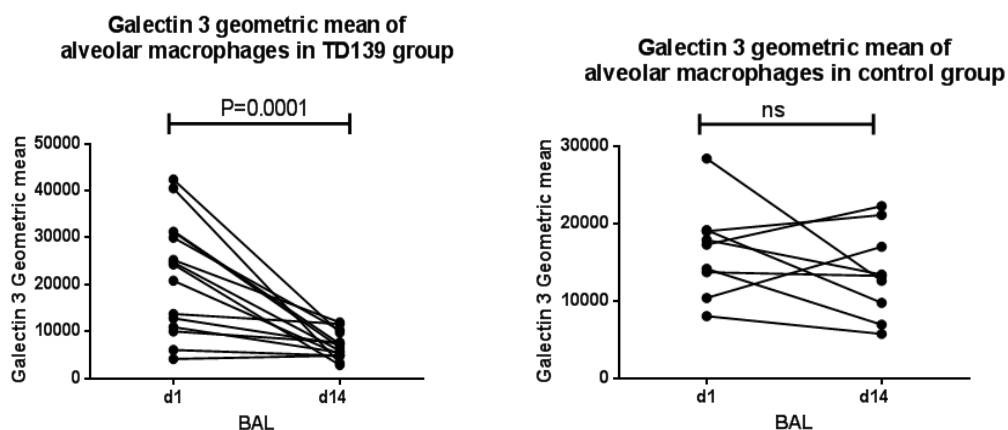 Galectin 3 geometric mean of
alveolar macrophages in TD139 group
P=0.0001
Galectin 3 Geometric mean
50000
40000
30000
20000
10000
0
d1 d14
BAL
Galectin 3 geometric mean of
alveolar macrophages in control group
ns
Galectin 3 Geometric mean
30000
20000
10000
0
d1 d14
BAL